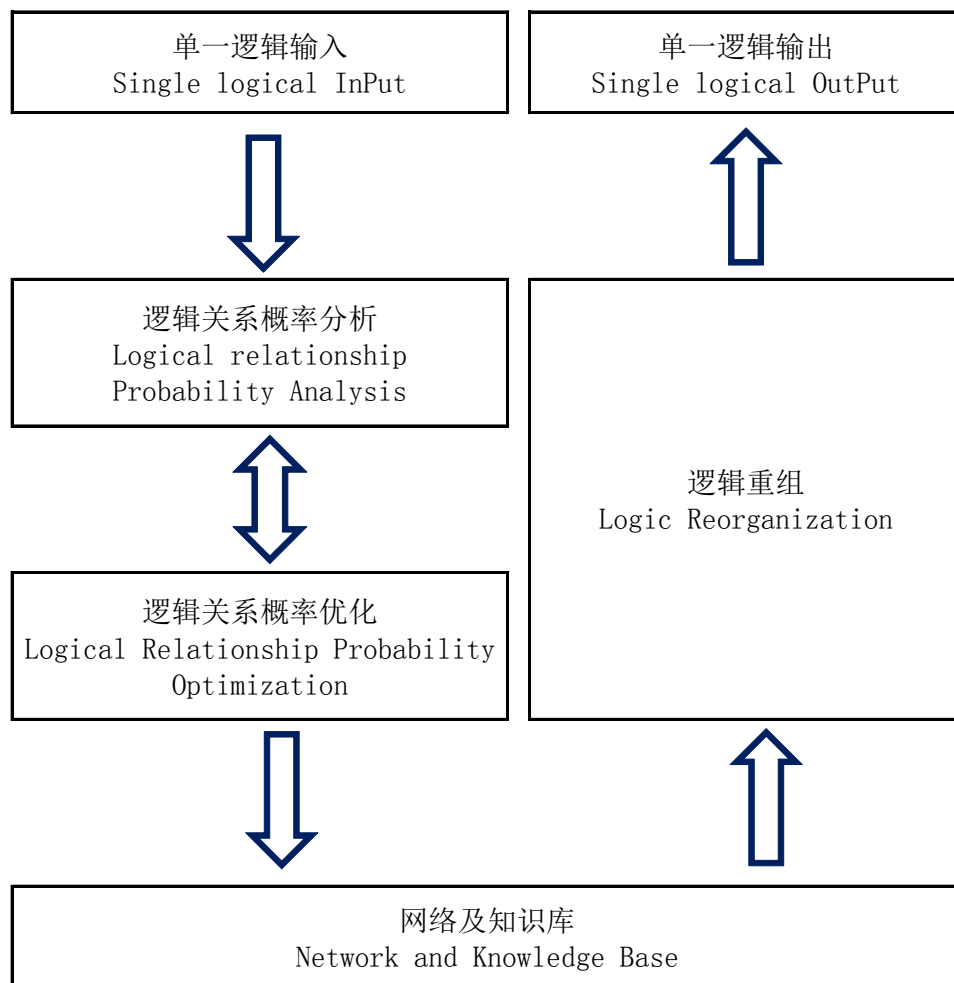 单一逻辑输入
Single logical InPut
单一逻辑输出
Single logical OutPut
逻辑关系概率分析
Logical relationship
Probability Analysis
逻辑重组
Logic Reorganization
逻辑关系概率优化
Logical Relationship Probability
Optimization
网络及知识库
Network and Knowledge Base